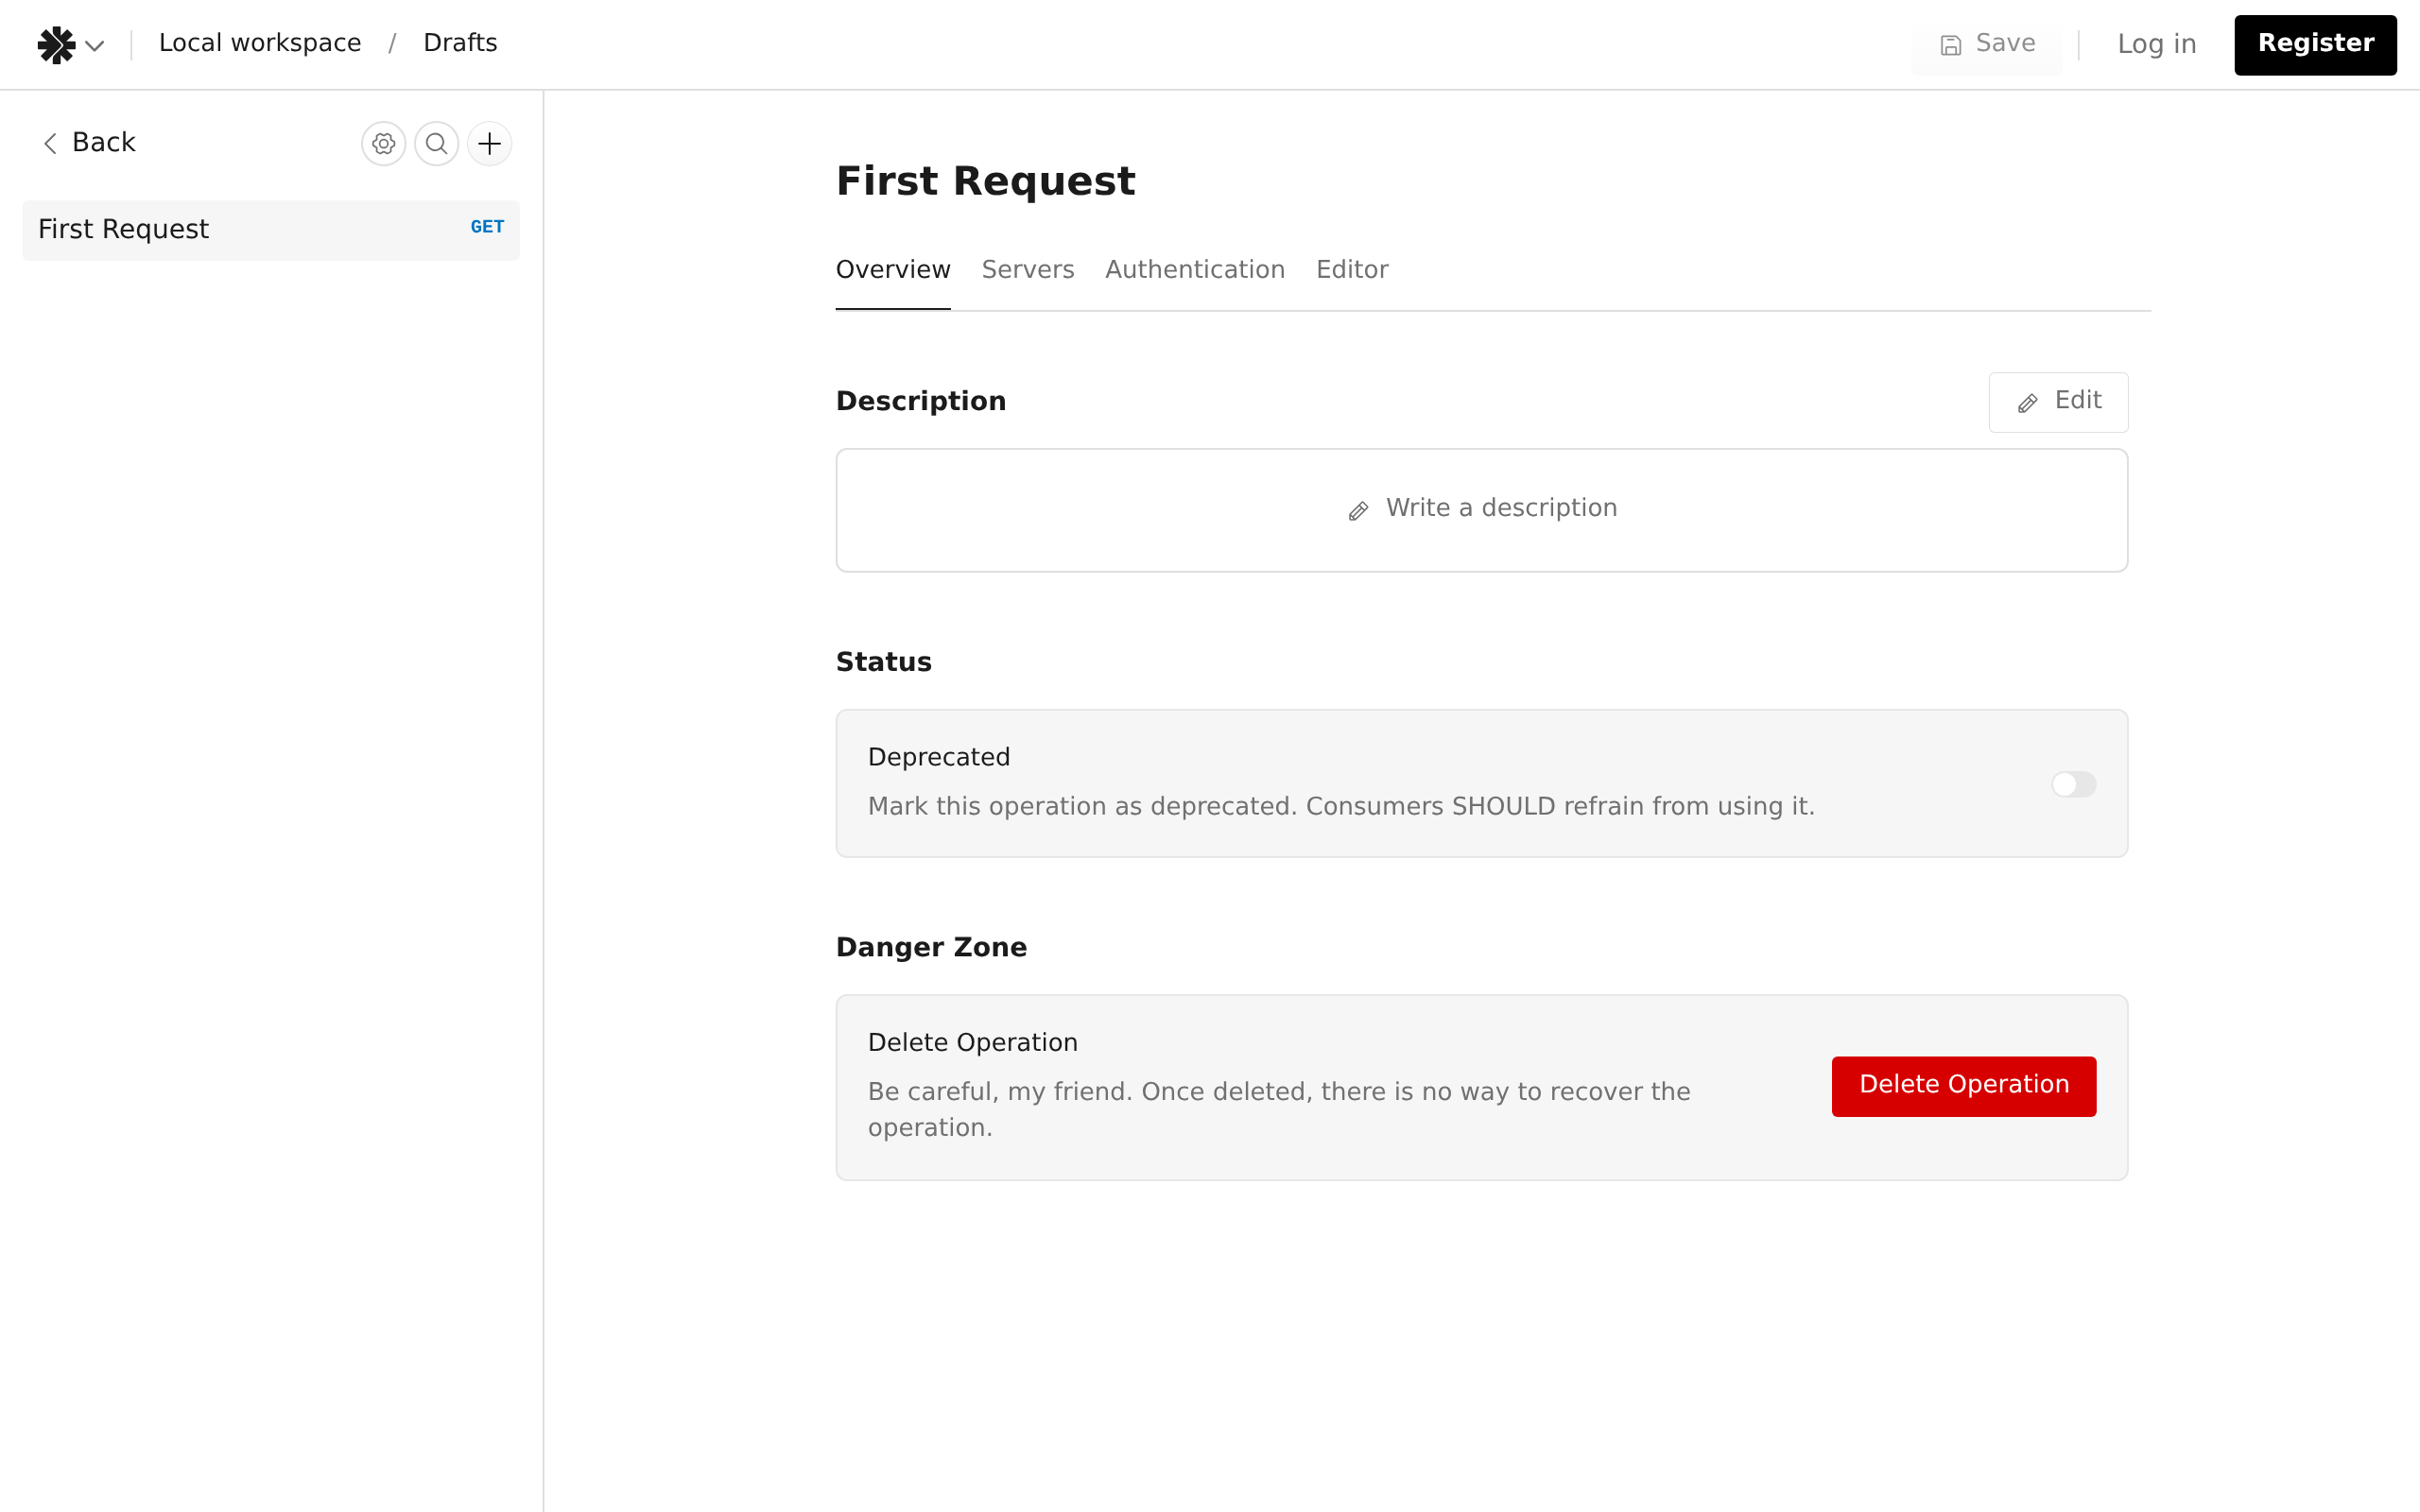 Local workspace / Drafts
Save
Log in
Register
Back
First Request GET
First Request
Overview Servers Authentication Editor
Description
Edit
Write a description
Status
Deprecated
Mark this operation as deprecated. Consumers SHOULD refrain from using it.
Danger Zone
Delete Operation
Be careful, my friend. Once deleted, there is no way to recover the
operation.
Delete Operation